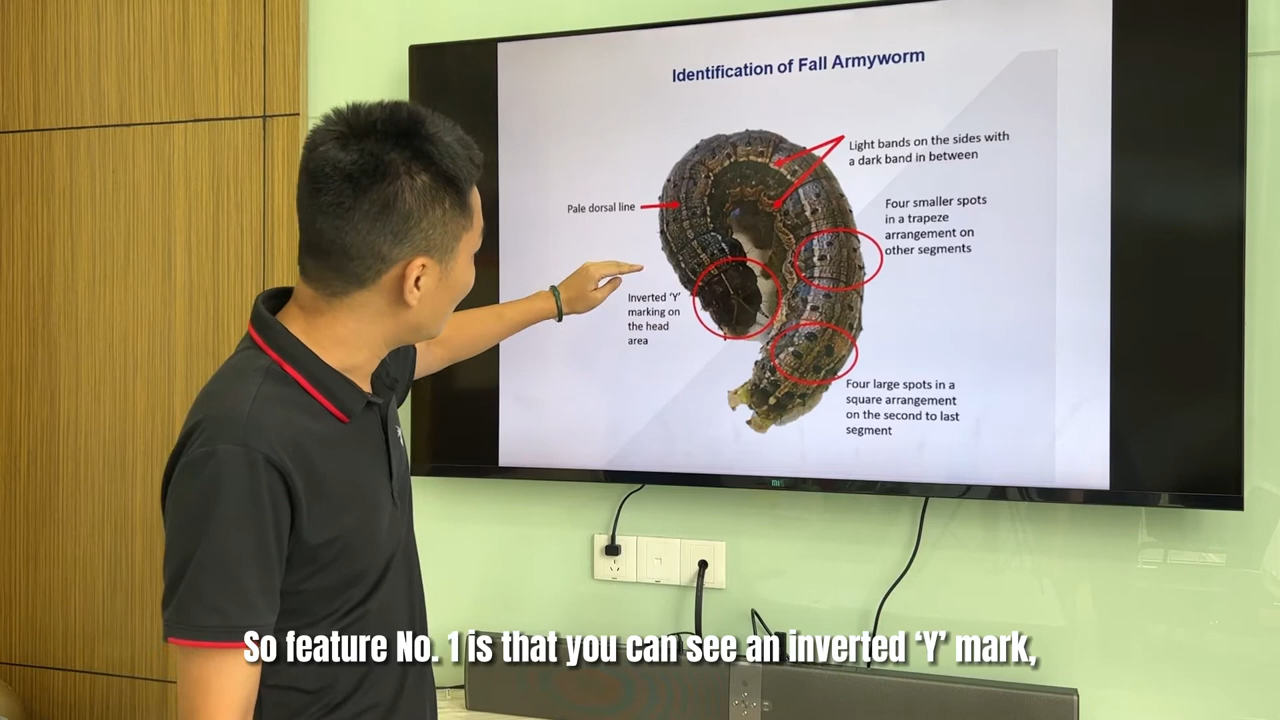 Identification of Fall Armyworm
Light bands on the sides with
a dark band in between
Pale dorsal line
Four smaller spots
in a trapeze
arrangement on
other segments
Inverted ‘Y’
marking on
the head
area
Four large spots in a
square arrangement
on the second to last
segment
mi
So feature No. 1 is that you can see an inverted ‘Y’ mark,